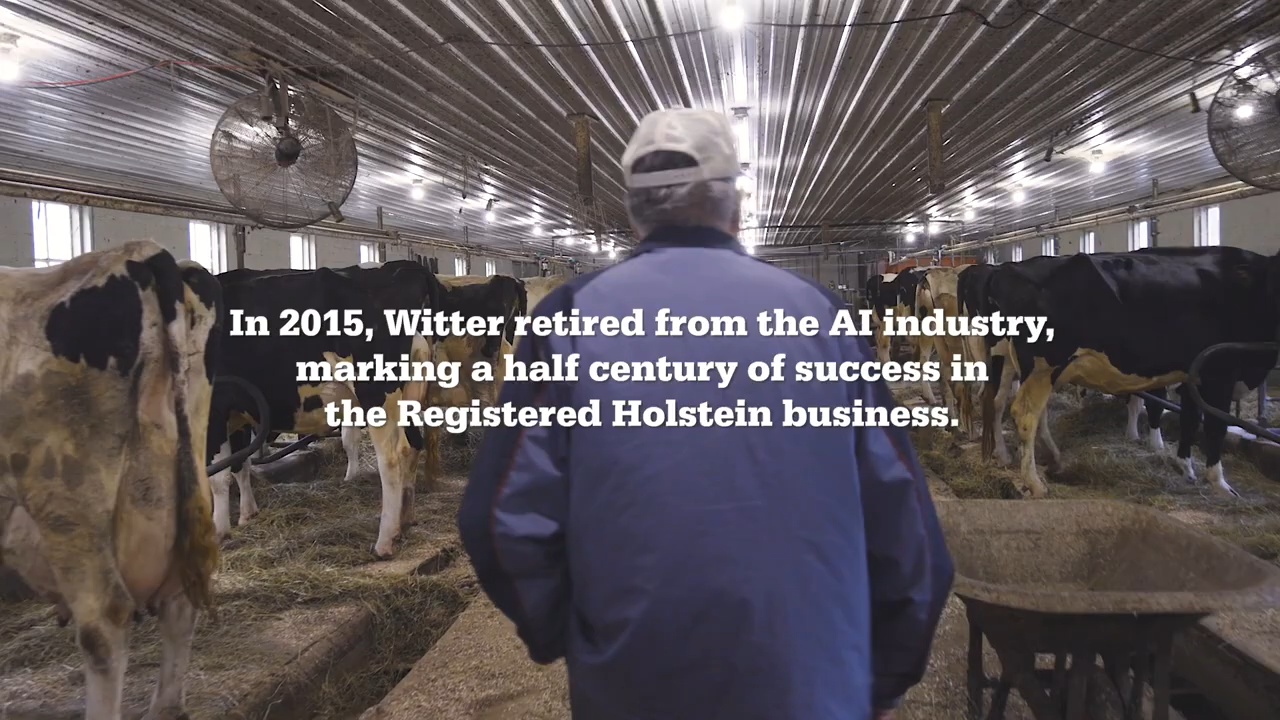 In 2015, Witter retired from the AI industry,
marking a half century of success in
the Registered Holstein business.